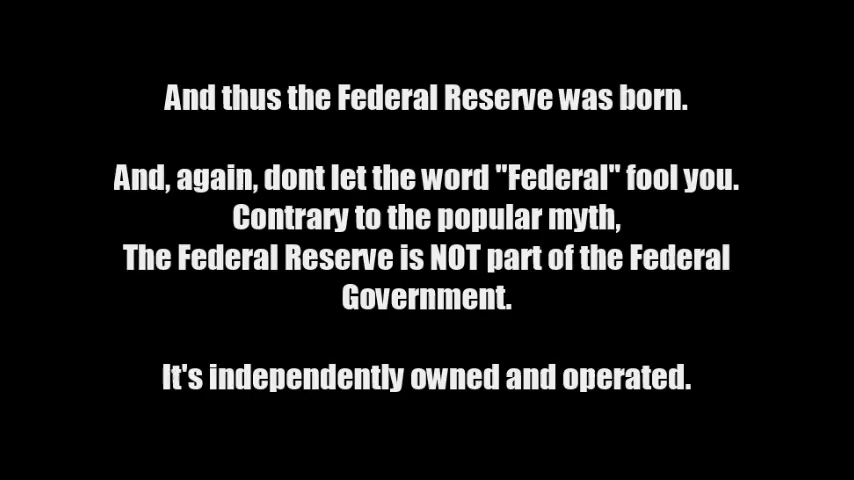 And thus the Federal Reserve was born.
And, again, dont let the word "Federal" fool you.
Contrary to the popular myth,
The Federal Reserve is NOT part of the Federal
Government.
It's independently owned and operated.